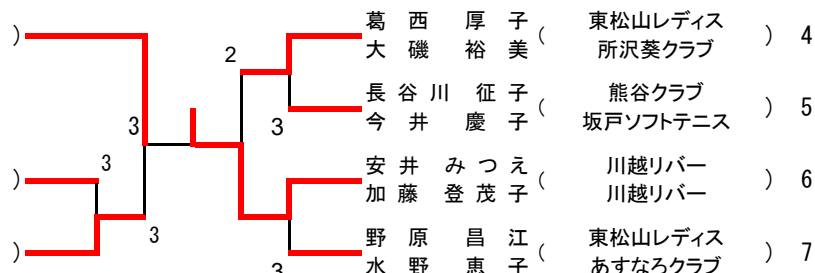 )
葛西厚子 ( 東松山レディス ) 4
大磯裕美 所沢葵クラブ
2
長谷川征子 ( 熊谷クラブ ) 5
今井慶子 坂戸ソフトテニス
3
3
)
3
安井みつえ ( 川越リバー ) 6
加藤登茂子 川越リバー
3
)
野原昌江 ( 東松山レディス ) 7
水野恵子 あすなろクラブ
3